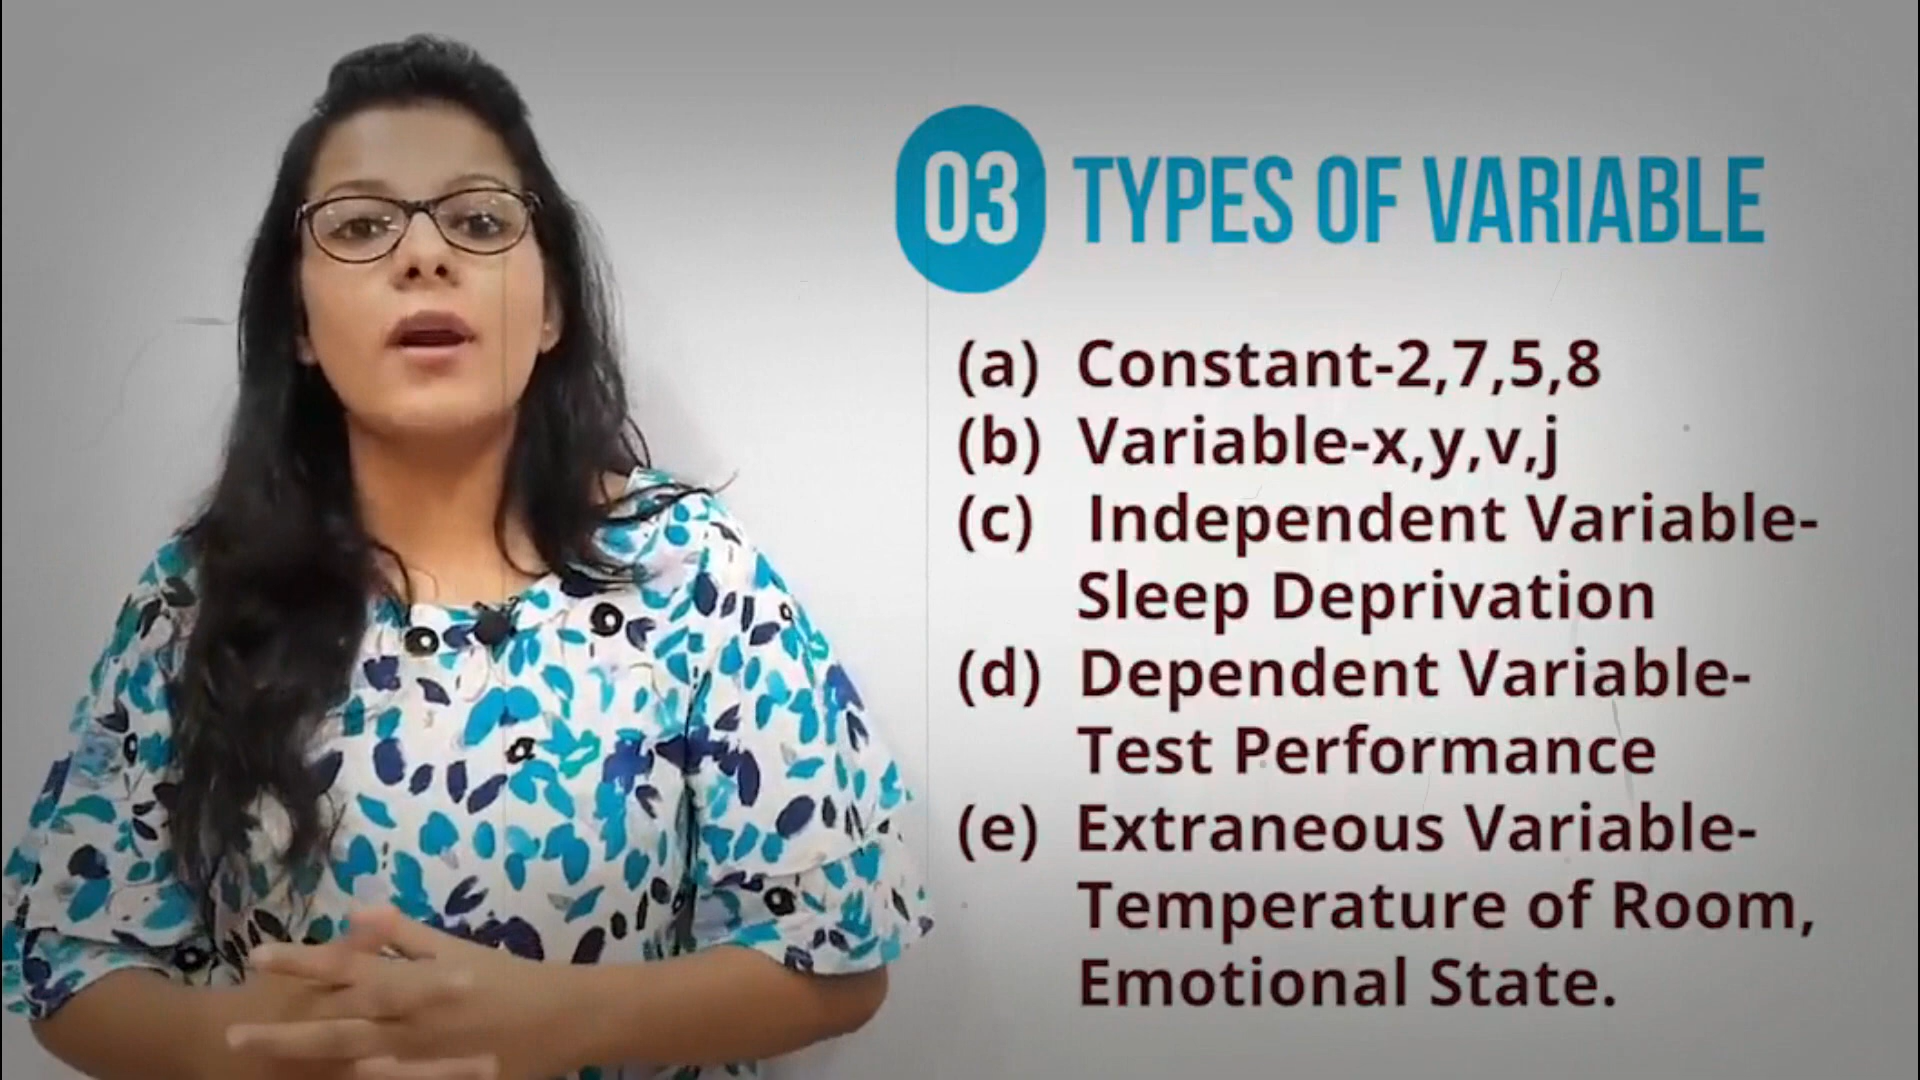 03 TYPES OF VARIABLE
(a) Constant-2,7,5,8
(b) Variable-x,y,v,j
(c) Independent Variable-
Sleep Deprivation
(d) Dependent Variable-
Test Performance
(e) Extraneous Variable-
Temperature of Room,
Emotional State.